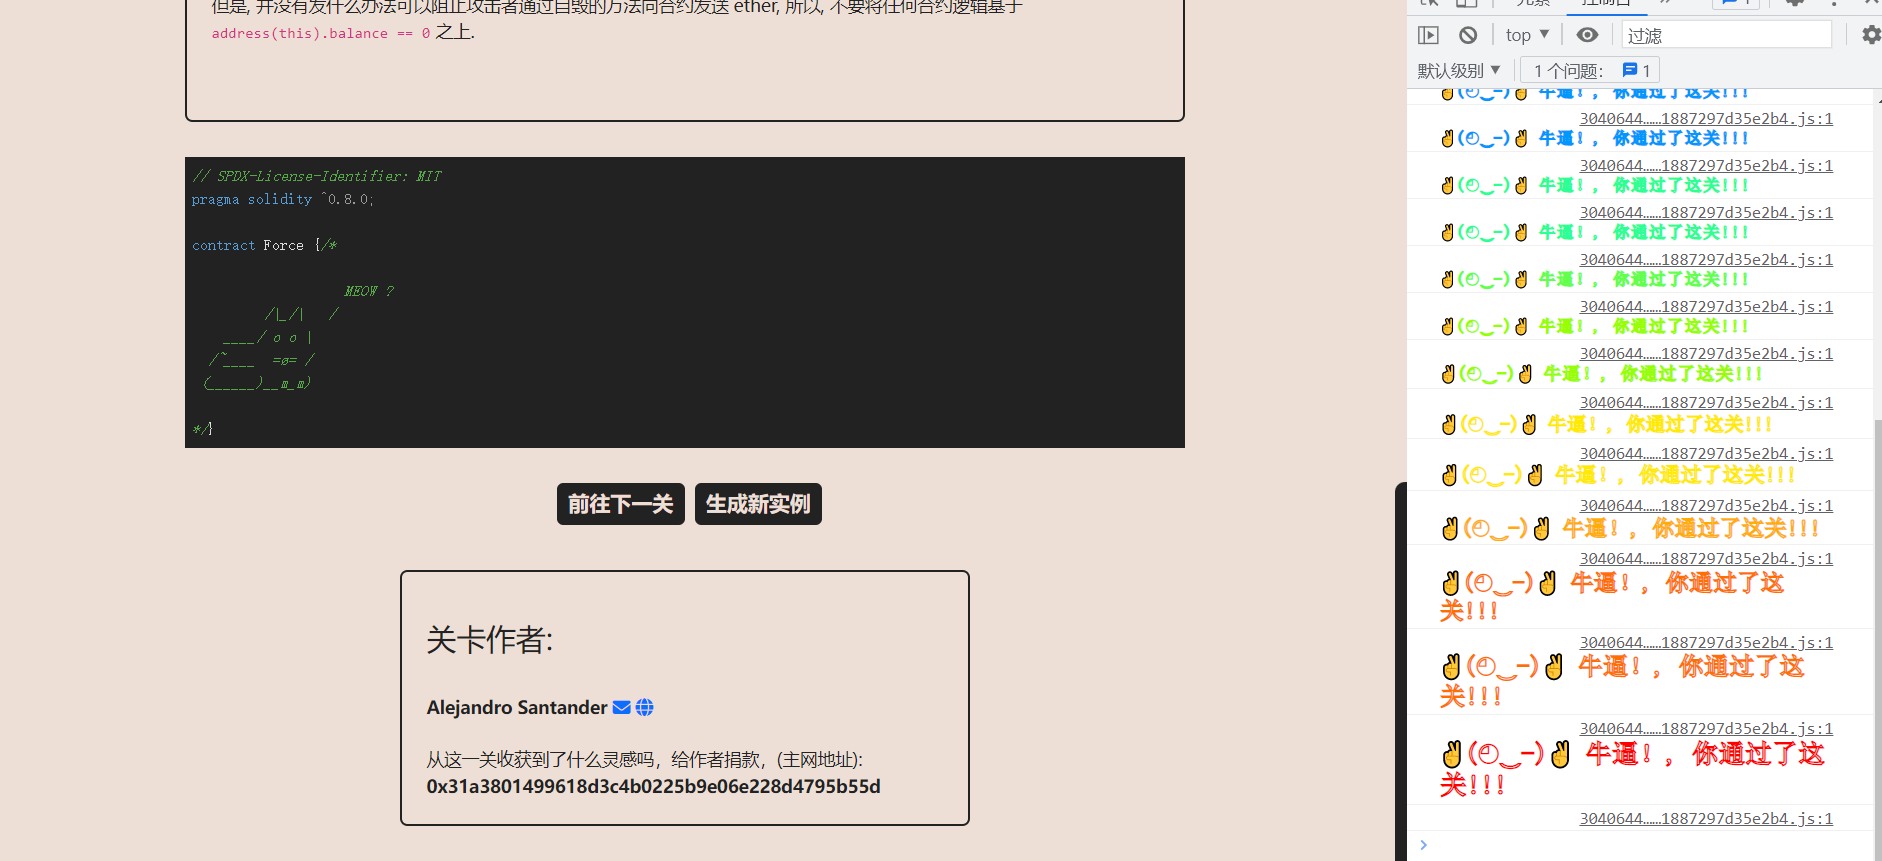 但是, 并没有发什么办法可以阻止攻击者通过自毁的方法向合约发送 ether, 所以, 不要将任何合约逻辑基于
address(this).balance == 0 之上.
// SPDX-License-Identifier: MIT
pragma solidity ^0.8.0;
contract Force {/*
MEOW ?
/\_/\   /
____/ o o \
/~____  =ø= /
(______)__m_m)
*/}
前往下一关
生成新实例
关卡作者:
Alejandro Santander
从这一关收获到了什么灵感吗，给作者捐款，(主网地址):
0x31a3801499618d3c4b0225b9e06e228d4795b55d
元素 控制台 » 1
top ▼ 过滤
默认级别 ▼ 1 个问题: 1
✌(◴‿-)✌ 牛逼!, 你通过了这关!!!
3040644……1887297d35e2b4.js:1
✌(◴‿-)✌ 牛逼!, 你通过了这关!!!
3040644……1887297d35e2b4.js:1
✌(◴‿-)✌ 牛逼!, 你通过了这关!!!
3040644……1887297d35e2b4.js:1
✌(◴‿-)✌ 牛逼!, 你通过了这关!!!
3040644……1887297d35e2b4.js:1
✌(◴‿-)✌ 牛逼!, 你通过了这关!!!
3040644……1887297d35e2b4.js:1
✌(◴‿-)✌ 牛逼!, 你通过了这关!!!
3040644……1887297d35e2b4.js:1
✌(◴‿-)✌ 牛逼!, 你通过了这关!!!
3040644……1887297d35e2b4.js:1
✌(◴‿-)✌ 牛逼!, 你通过了这关!!!
3040644……1887297d35e2b4.js:1
✌(◴‿-)✌ 牛逼!, 你通过了这关!!!
3040644……1887297d35e2b4.js:1
✌(◴‿-)✌ 牛逼!, 你通过了这关!!!
3040644……1887297d35e2b4.js:1
✌(◴‿-)✌ 牛逼!, 你通过了这
关!!!
3040644……1887297d35e2b4.js:1
✌(◴‿-)✌ 牛逼!, 你通过了这
关!!!
3040644……1887297d35e2b4.js:1
✌(◴‿-)✌ 牛逼!, 你通过了这
关!!!
3040644……1887297d35e2b4.js:1